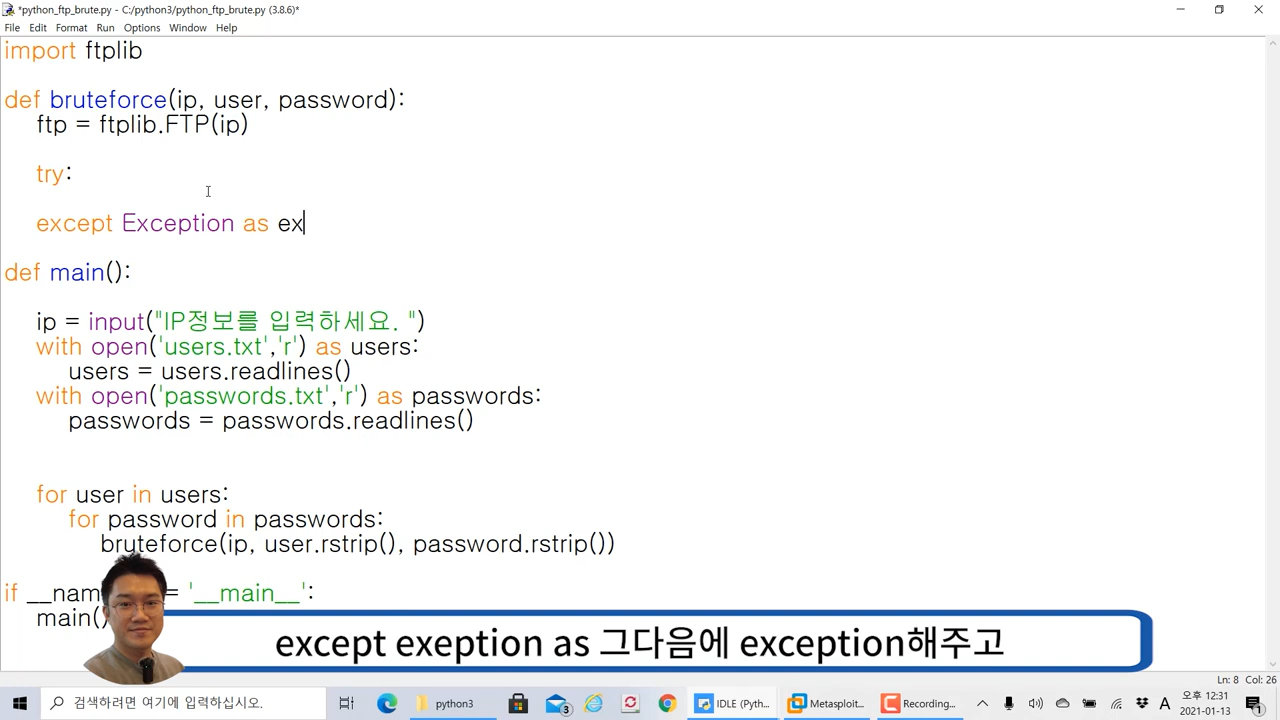 *python_ftp_brute.py - C:/python3/python_ftp_brute.py (3.8.6)*
File Edit Format Run Options Window Help
import ftplib
def bruteforce(ip, user, password):
ftp = ftplib.FTP(ip)
try:
except Exception as ex
def main():
ip = input("IP정보를 입력하세요. ")
with open('users.txt','r') as users:
users = users.readlines()
with open('passwords.txt','r') as passwords:
passwords = passwords.readlines()
for user in users:
for password in passwords:
bruteforce(ip, user.rstrip(), password.rstrip())
if __nam = '__main__':
main()
except exeption as 그다음에 exception해주고
Ln: 8 Col: 26
검색하려면 여기에 입력하십시오.
python3
3
IDLE (Pyth...
Metasploit...
Recording...
A
오후 12:31
2021-01-13
1